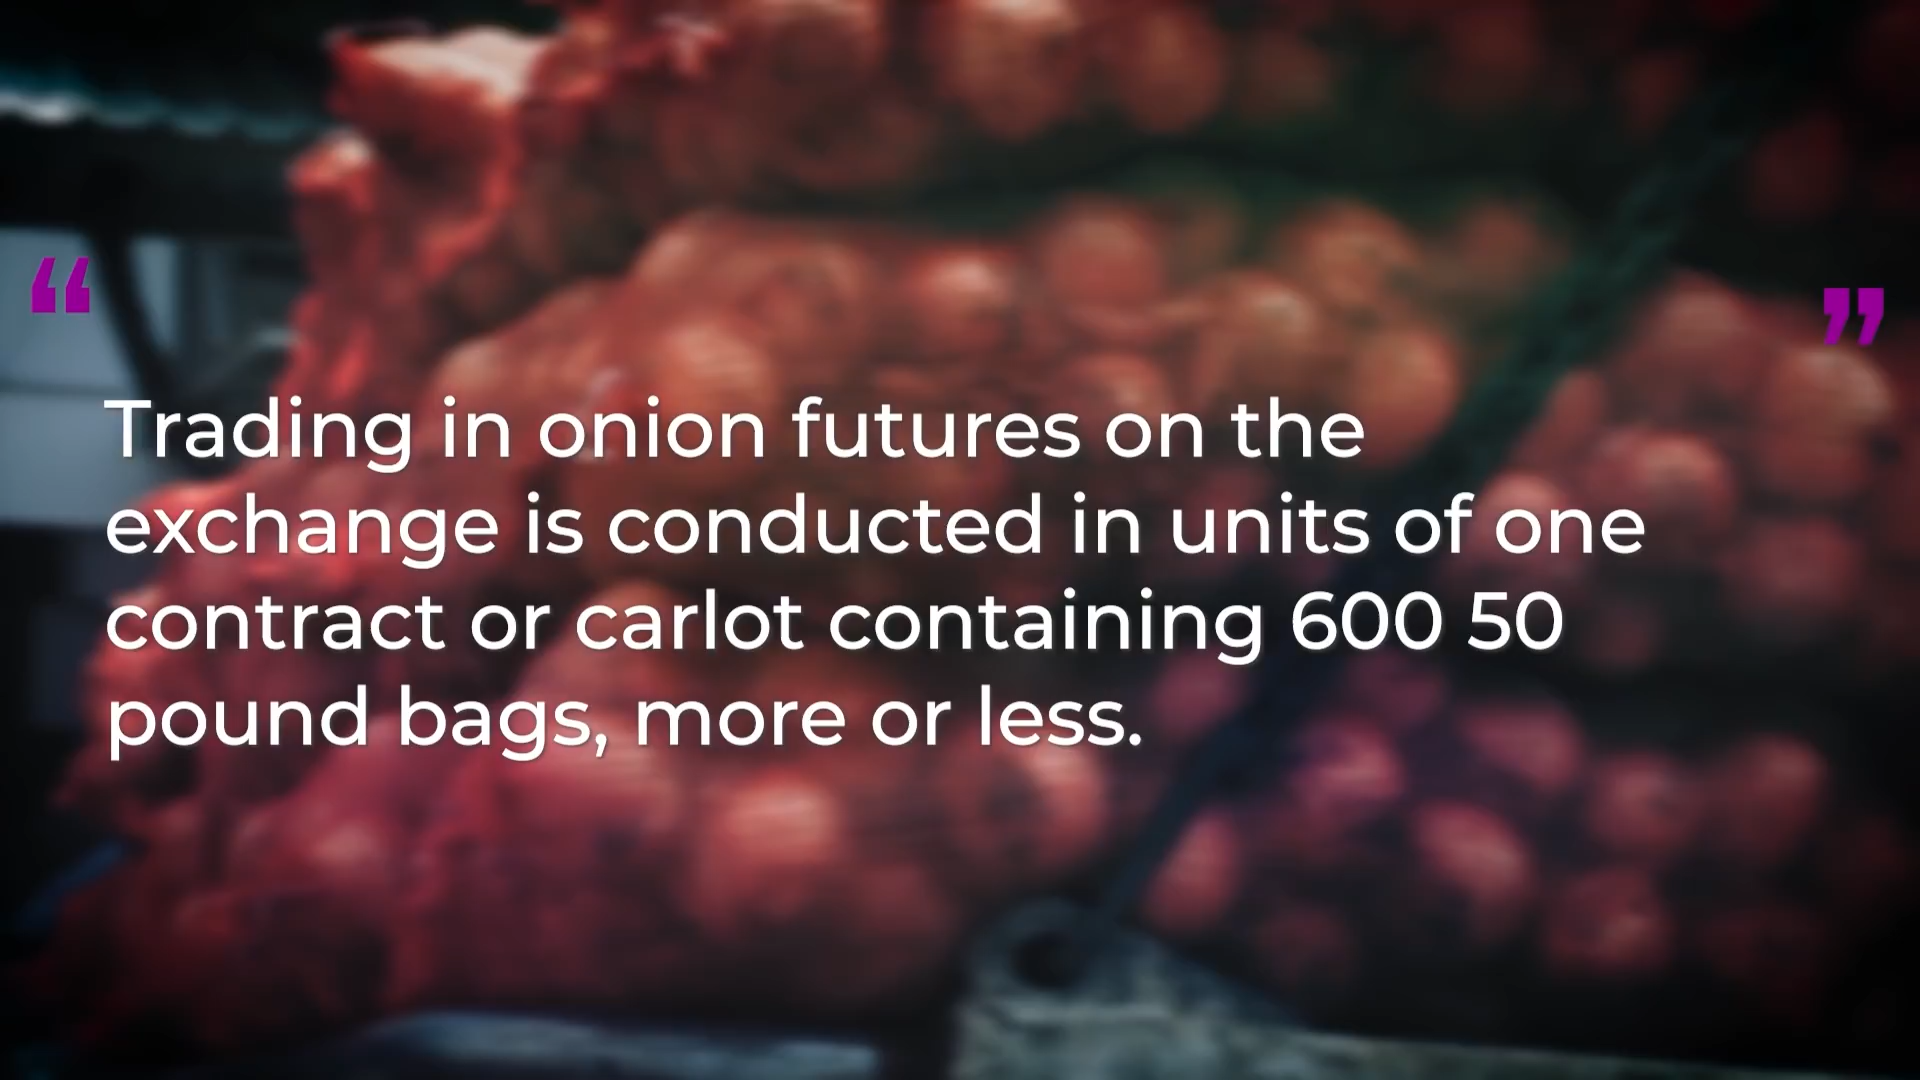 “ ”
Trading in onion futures on the
exchange is conducted in units of one
contract or carlot containing 600 50
pound bags, more or less.